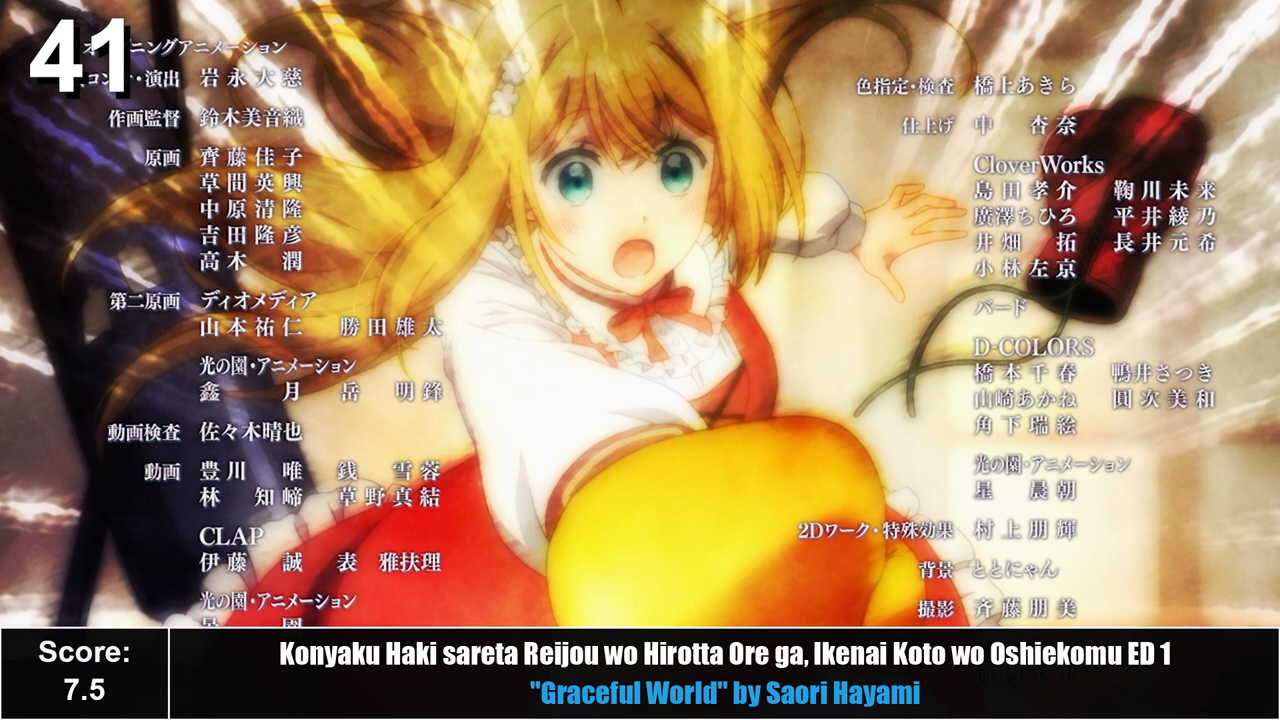 41
オープニングアニメーション
コンテ・演出 岩永大慈
作画監督 鈴木美音織
原画 齊藤佳子
草間英興
中原清隆
吉田隆彦
高木 潤
第二原画 ディオメディア
山本祐仁 勝田雄太
光の園・アニメーション
鑫 月 岳 明鋒
動画検査 佐々木晴也
動画 豊川 唯 銭 雪蓉
林 知崎 草野真結
CLAP
伊藤 誠 表 雅扶理
光の園・アニメーション
色指定・検査 橋上あきら
仕上げ 中 杏奈
CloverWorks
島田孝介 鞠川未来
廣澤ちひろ 平井綾乃
井畑 拓 長井元希
小林左京
バード
D-COLORS
橋本千春 鴨井さつき
山崎あかね 圓次美和
角下瑞絵
光の園・アニメーション
星 晨朝
2Dワーク・特殊効果 村上朋輝
背景 ととにゃん
撮影 斉藤朋美
Score:
7.5
Konyaku Haki sareta Reijou wo Hirotta Ore ga, Ikenai Koto wo Oshiekomu ED 1
"Graceful World" by Saori Hayami